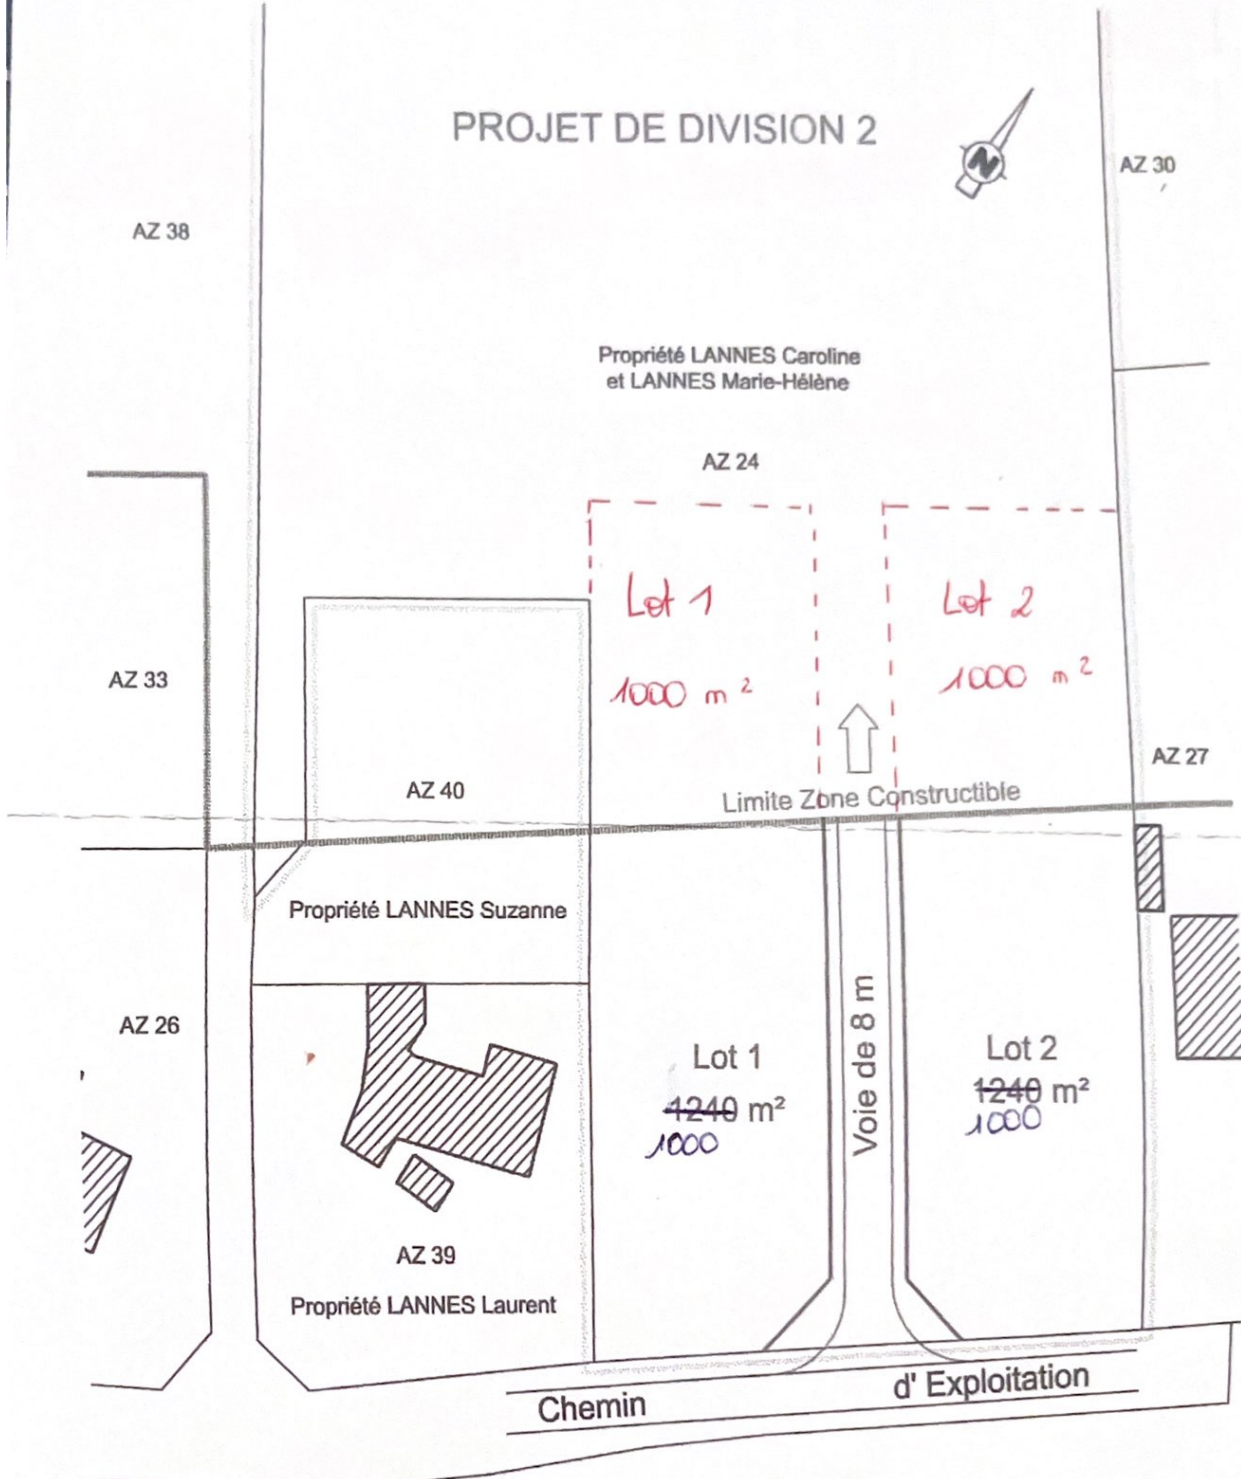 PROJET DE DIVISION 2
N
AZ 30
AZ 38
Propriété LANNES Caroline
et LANNES Marie-Hélène
AZ 24
Lot 1
1000 m²
Lot 2
1000 m²
AZ 33
AZ 40
AZ 27
Limite Zone Constructible
Propriété LANNES Suzanne
AZ 26
Voie de 8 m
Lot 1
1240 m²
1000
Lot 2
1240 m²
1000
AZ 39
Propriété LANNES Laurent
Chemin d' Exploitation